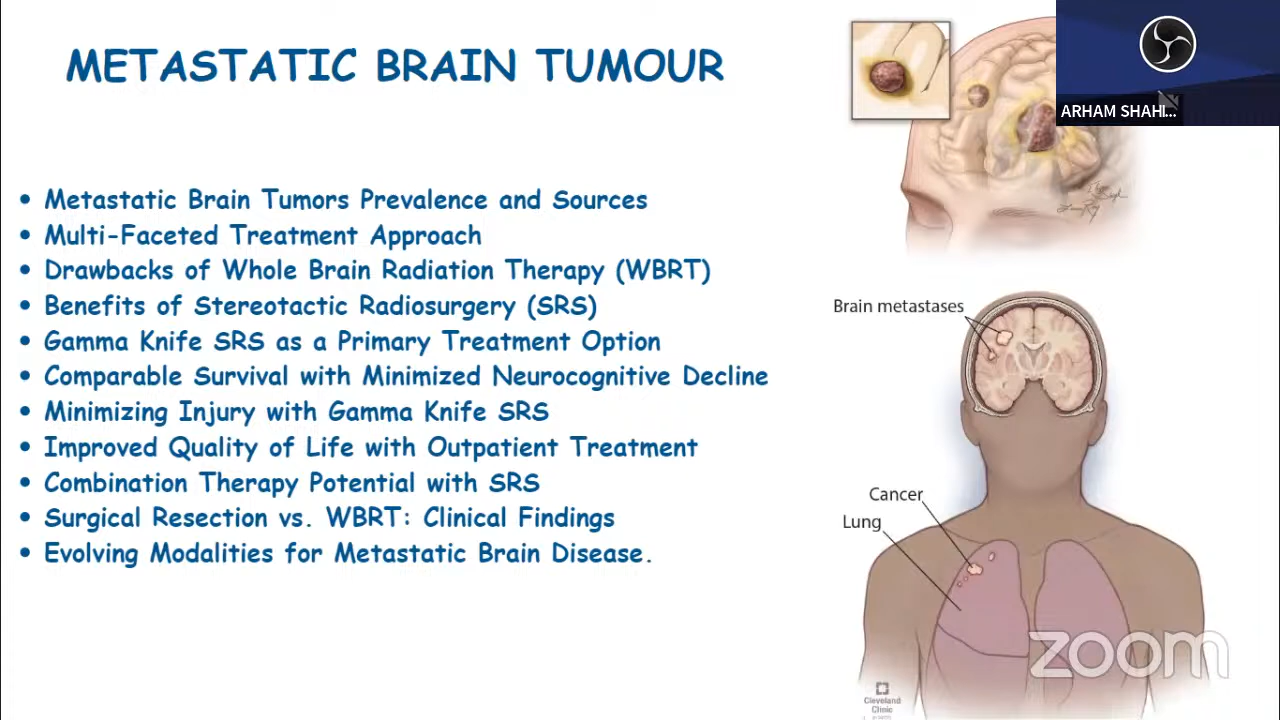 METASTATIC BRAIN TUMOUR
ARHAM SHAHI...
• Metastatic Brain Tumors Prevalence and Sources
• Multi-Faceted Treatment Approach
• Drawbacks of Whole Brain Radiation Therapy (WBRT)
• Benefits of Stereotactic Radiosurgery (SRS)
• Gamma Knife SRS as a Primary Treatment Option
• Comparable Survival with Minimized Neurocognitive Decline
• Minimizing Injury with Gamma Knife SRS
• Improved Quality of Life with Outpatient Treatment
• Combination Therapy Potential with SRS
• Surgical Resection vs. WBRT: Clinical Findings
• Evolving Modalities for Metastatic Brain Disease.
Brain metastases
Cancer
Lung
zoom
Cleveland
Clinic